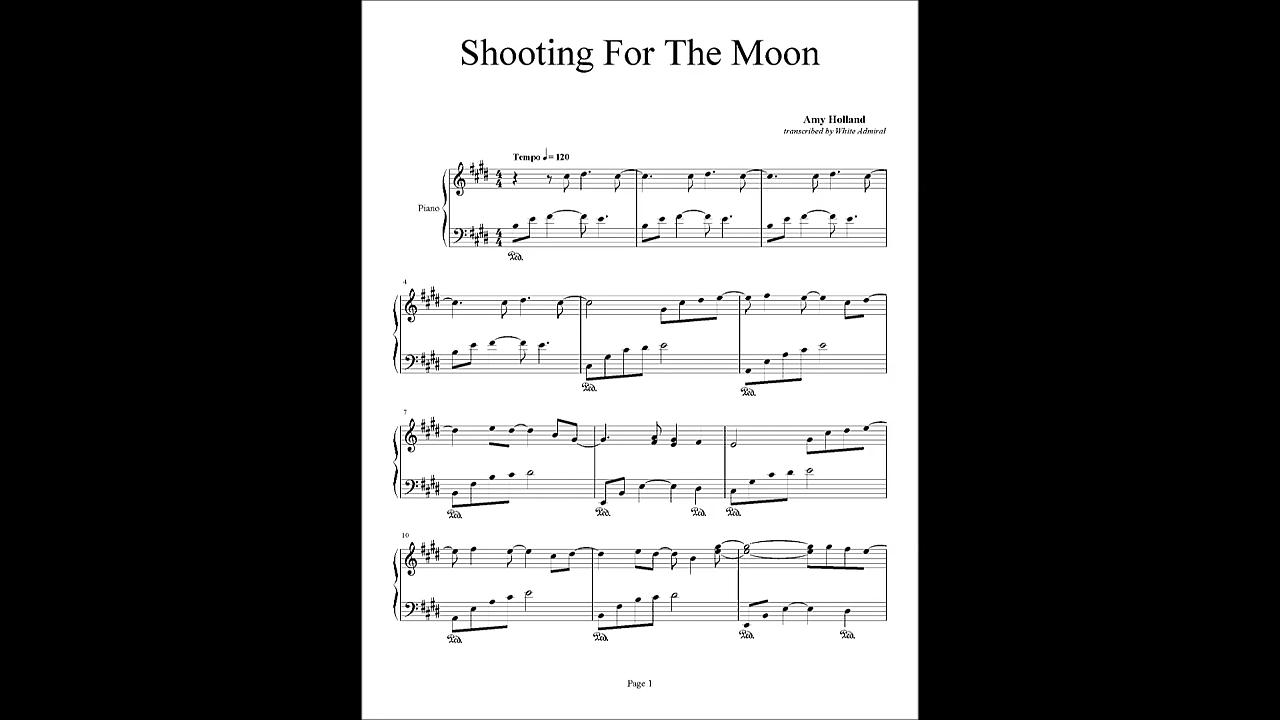 Shooting For The Moon
Amy Holland
transcribed by White Admiral
Tempo ♩= 120
Piano
4
7
10
Page 1